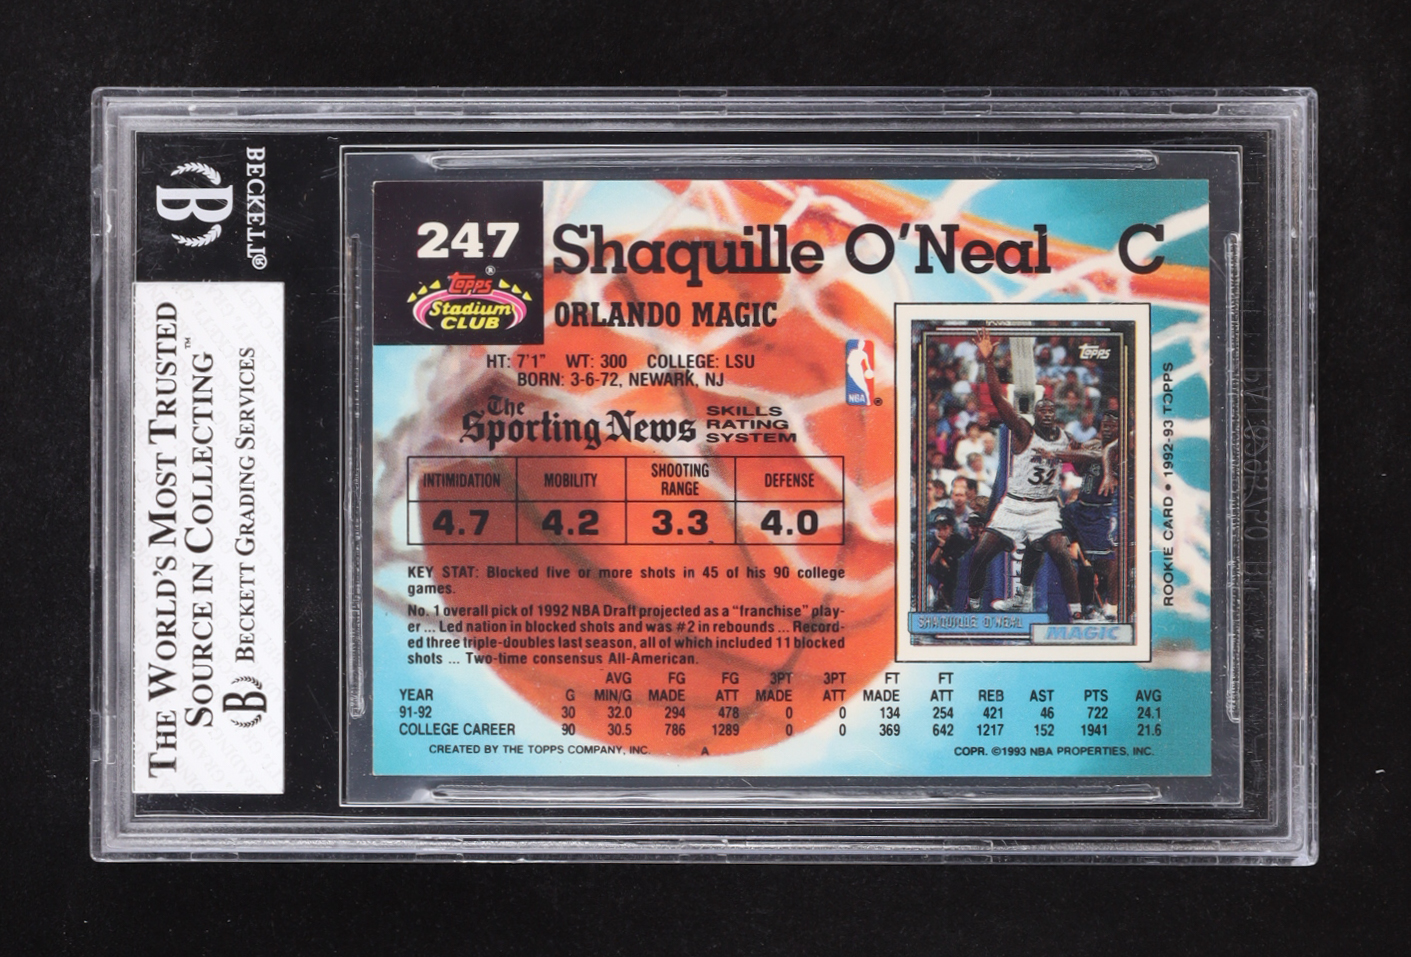 BECKETT®
B
THE WORLD'S MOST TRUSTED
SOURCE IN COLLECTING™
B BECKETT GRADING SERVICES
247
Topps®
Stadium
CLUB
Shaquille O'Neal C
ORLANDO MAGIC
HT: 7'1" WT: 300 COLLEGE: LSU
BORN: 3-6-72, NEWARK, NJ
NBA®
The
Sporting News
SKILLS
RATING
SYSTEM
INTIMIDATION MOBILITY SHOOTING RANGE DEFENSE
4.7 4.2 3.3 4.0
KEY STAT: Blocked five or more shots in 45 of his 90 college
games.
No. 1 overall pick of 1992 NBA Draft projected as a "franchise" play-
er ... Led nation in blocked shots and was #2 in rebounds ... Record-
ed three triple-doubles last season, all of which included 11 blocked
shots ... Two-time consensus All-American.
Topps
32
SHAQUILLE O'NEAL
MAGIC
ROOKIE CARD • 1992-93 TOPPS
AVG FG FG 3PT 3PT FT FT
YEAR G MIN/G MADE ATT MADE ATT MADE ATT REB AST PTS AVG
91-92 30 32.0 294 478 0 0 134 254 421 46 722 24.1
COLLEGE CAREER 90 30.5 786 1289 0 0 369 642 1217 152 1941 21.6
CREATED BY THE TOPPS COMPANY, INC. A COPR. ©1993 NBA PROPERTIES, INC.